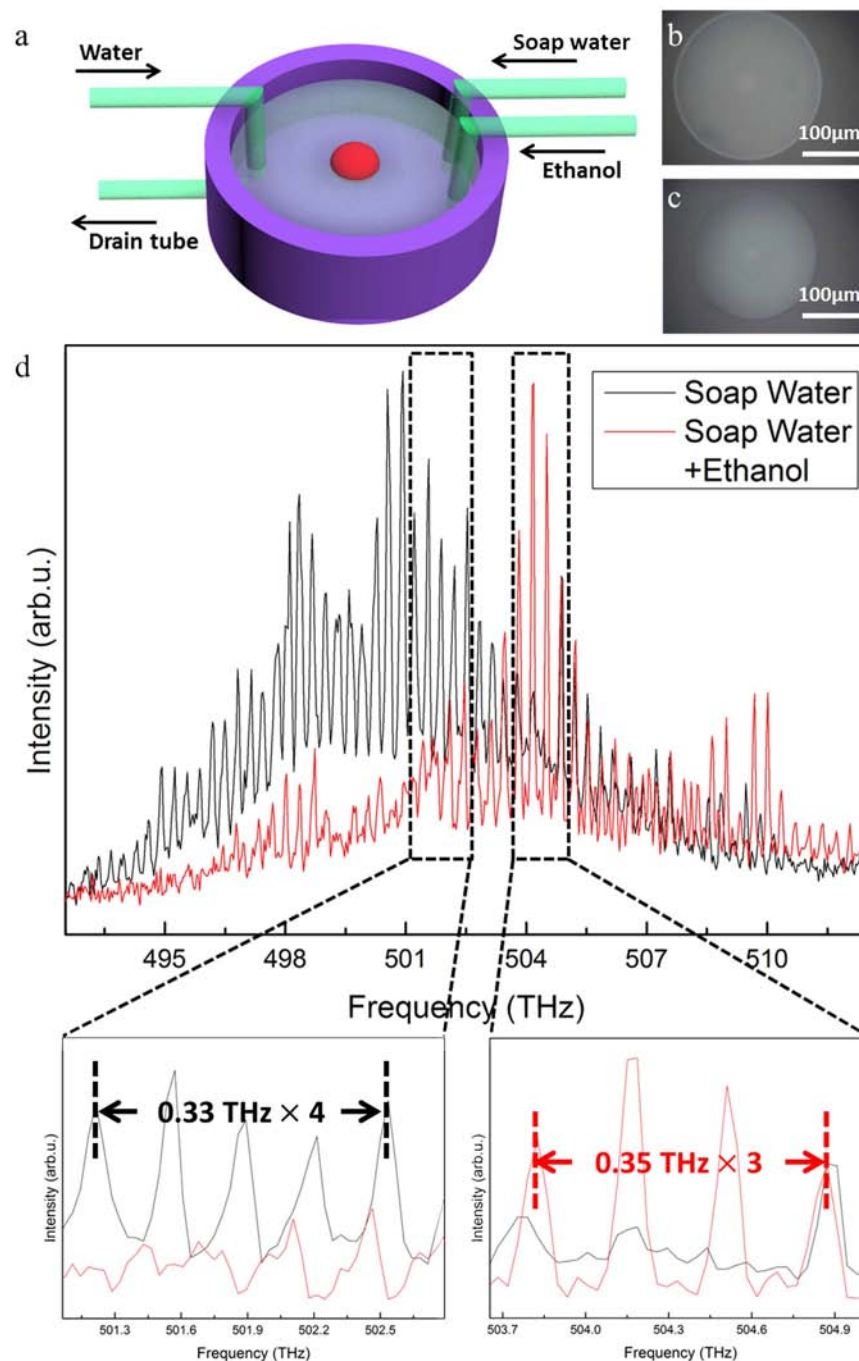 a
Water
Soap water
Ethanol
Drain tube
b
100μm
c
100μm
d
Soap Water
Soap Water
+Ethanol
Intensity (arb.u.)
495 498 501 504 507 510
Frequency (THz)
0.33 THz × 4
Intensity (arb.u.)
501.3 501.6 501.9 502.2 502.5
Frequency (THz)
0.35 THz × 3
Intensity (arb.u.)
503.7 504.0 504.3 504.6 504.9
Frequency (THz)